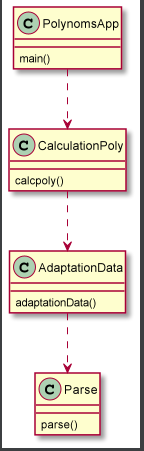 C PolynomsApp
main()
C CalculationPoly
calcpoly()
C AdaptationData
adaptationData()
C Parse
parse()